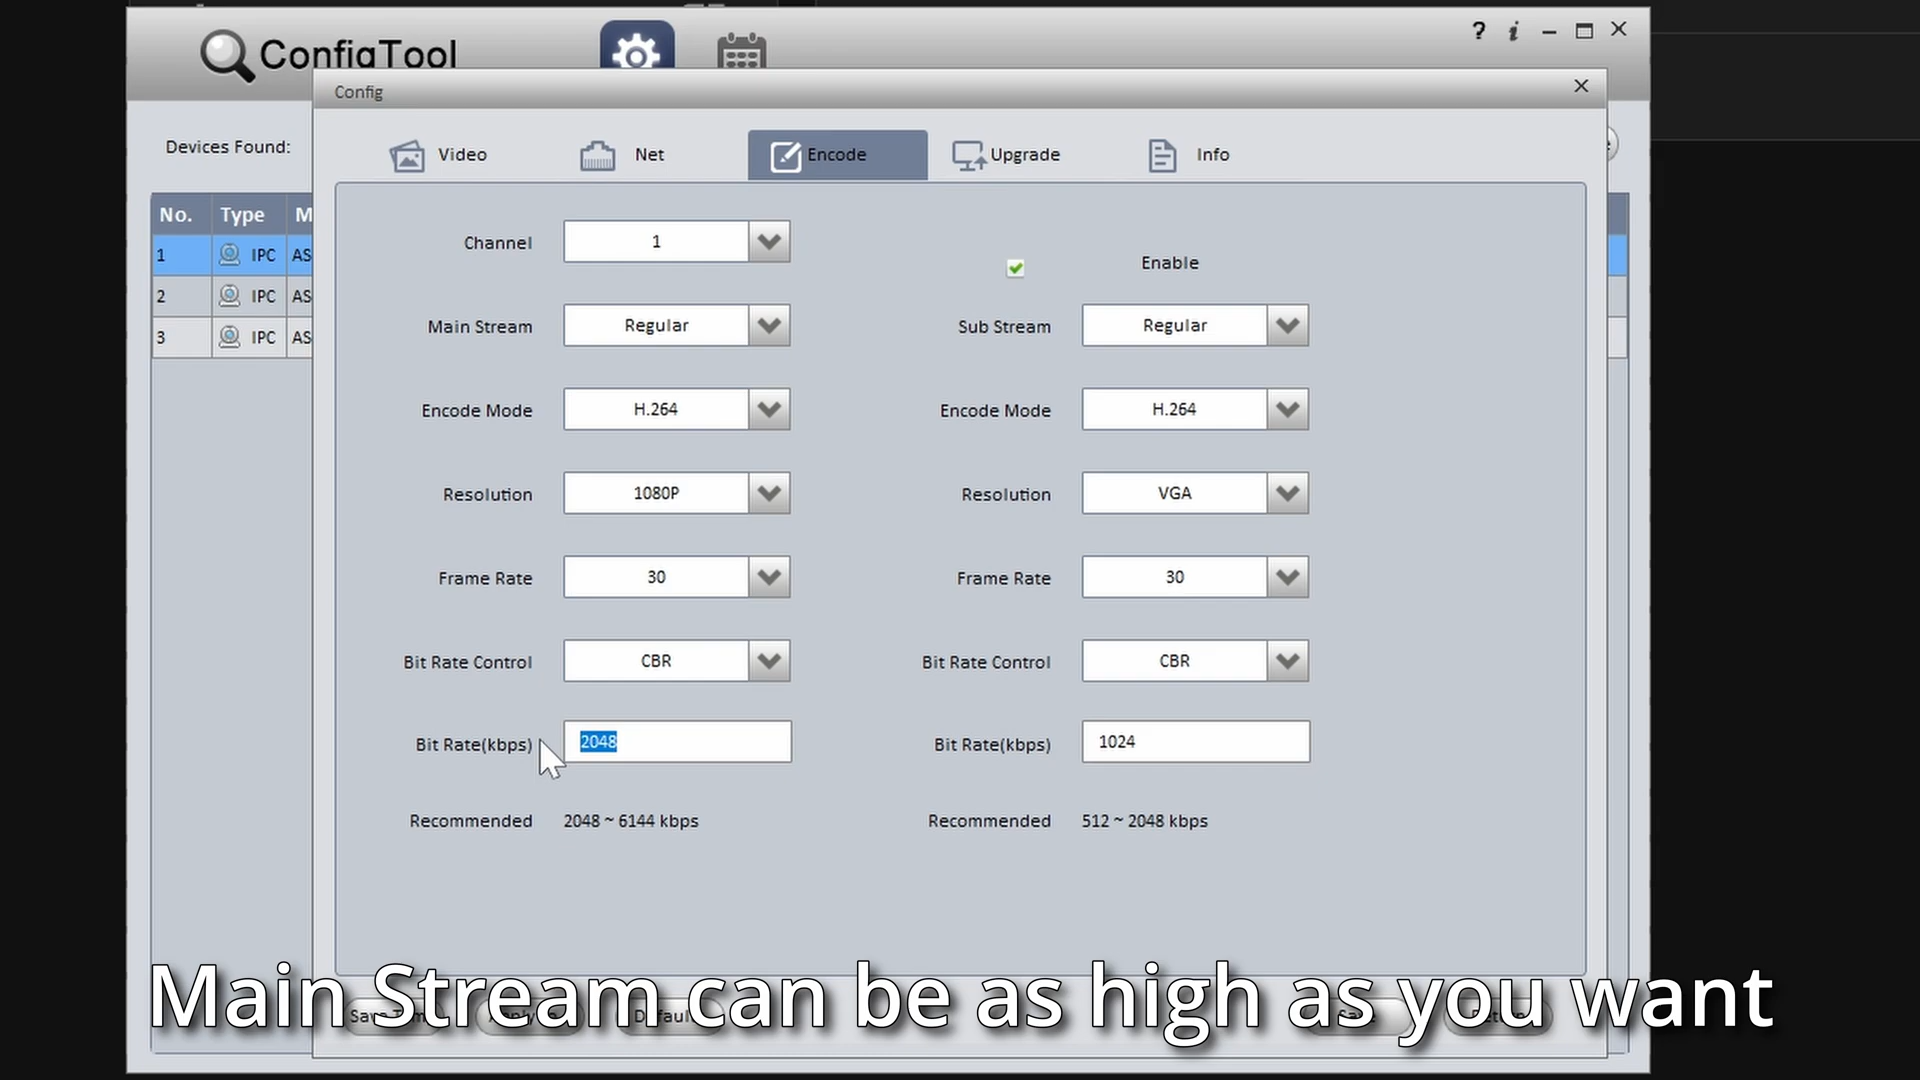 ConfigTool
? i
Config
Devices Found:
Video Net Encode Upgrade Info
No. Type M
1 IPC AS
2 IPC AS
3 IPC AS
Channel 1
Enable
Main Stream Regular Sub Stream Regular
Encode Mode H.264 Encode Mode H.264
Resolution 1080P Resolution VGA
Frame Rate 30 Frame Rate 30
Bit Rate Control CBR Bit Rate Control CBR
Bit Rate(kbps) 2048 Bit Rate(kbps) 1024
Recommended 2048 ~ 6144 kbps Recommended 512 ~ 2048 kbps
Main Stream can be as high as you want